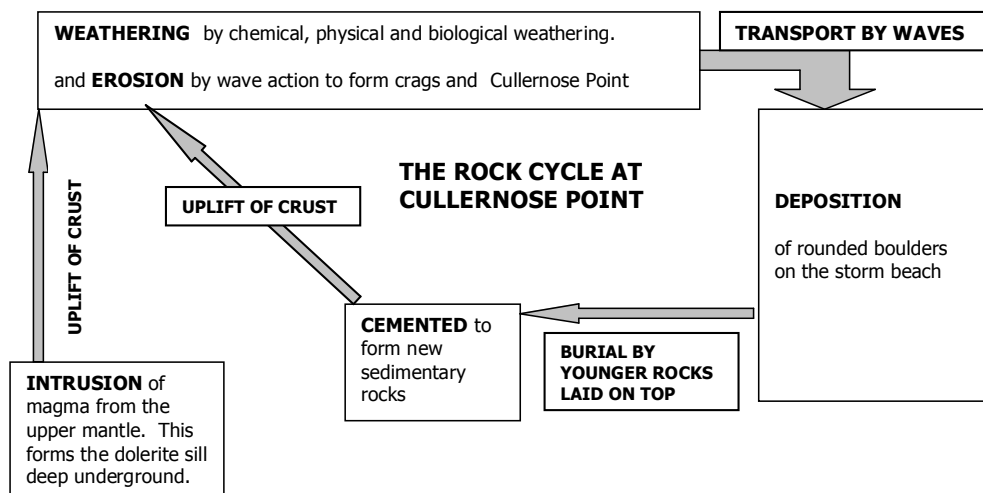 WEATHERING by chemical, physical and biological weathering.
and EROSION by wave action to form crags and Cullernose Point
TRANSPORT BY WAVES
THE ROCK CYCLE AT
CULLERNOSE POINT
DEPOSITION
of rounded boulders
on the storm beach
BURIAL BY
YOUNGER ROCKS
LAID ON TOP
CEMENTED to
form new
sedimentary
rocks
UPLIFT OF CRUST
UPLIFT OF CRUST
INTRUSION of
magma from the
upper mantle. This
forms the dolerite sill
deep underground.